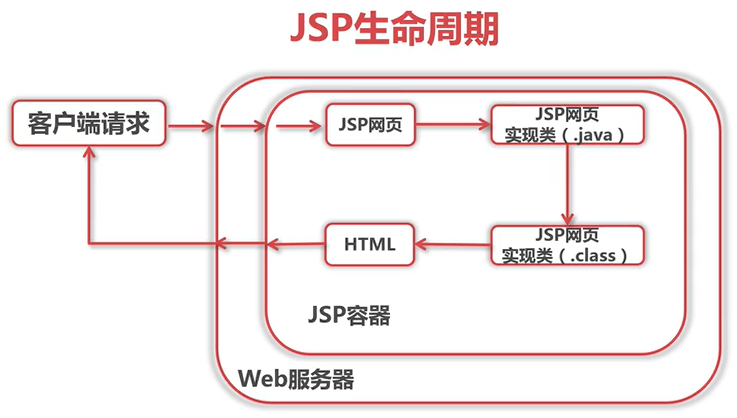 JSP生命周期
客户端请求
JSP网页
JSP网页
实现类（.java）
HTML
JSP网页
实现类（.class）
JSP容器
Web服务器